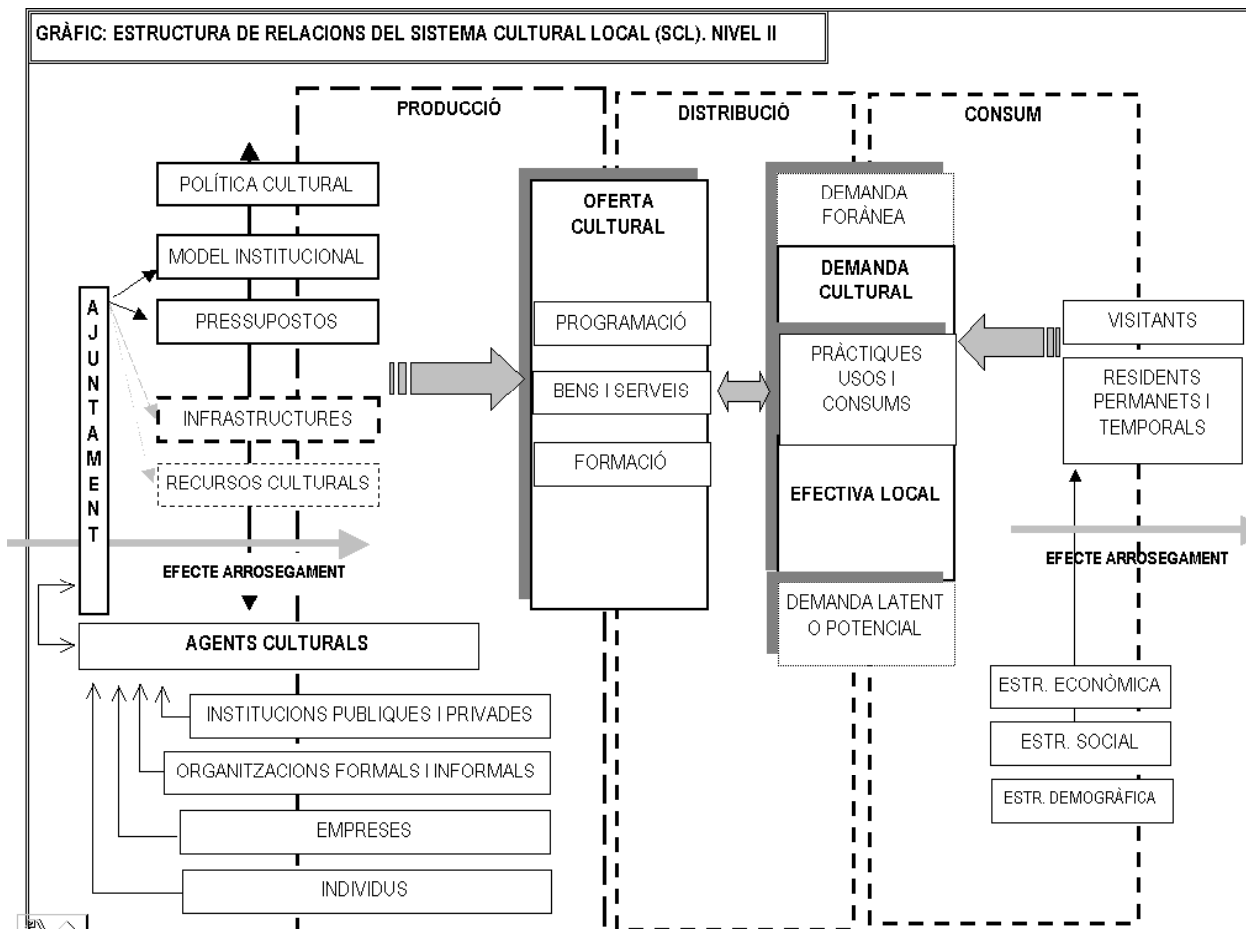 GRÀFIC: ESTRUCTURA DE RELACIONS DEL SISTEMA CULTURAL LOCAL (SCL). NIVEL II
PRODUCCIÓ
DISTRIBUCIÓ
CONSUM
POLÍTICA CULTURAL
MODEL INSTITUCIONAL
PRESSUPOSTOS
INFRASTRUCTURES
RECURSOS CULTURALS
AJUNTAMENT
EFECTE ARROSEGAMENT
AGENTS CULTURALS
INSTITUCIONS PUBLIQUES I PRIVADES
ORGANITZACIONS FORMALS I INFORMALS
EMPRESES
INDIVIDUS
OFERTA
CULTURAL
PROGRAMACIÓ
BENS I SERVEIS
FORMACIÓ
DEMANDA
FORÀNEA
DEMANDA
CULTURAL
PRÀCTIQUES
USOS I
CONSUMS
EFECTIVA LOCAL
DEMANDA LATENT
O POTENCIAL
VISITANTS
RESIDENTS
PERMANETS I
TEMPORALS
EFECTE ARROSEGAMENT
ESTR. ECONÒMICA
ESTR. SOCIAL
ESTR. DEMOGRÀFICA